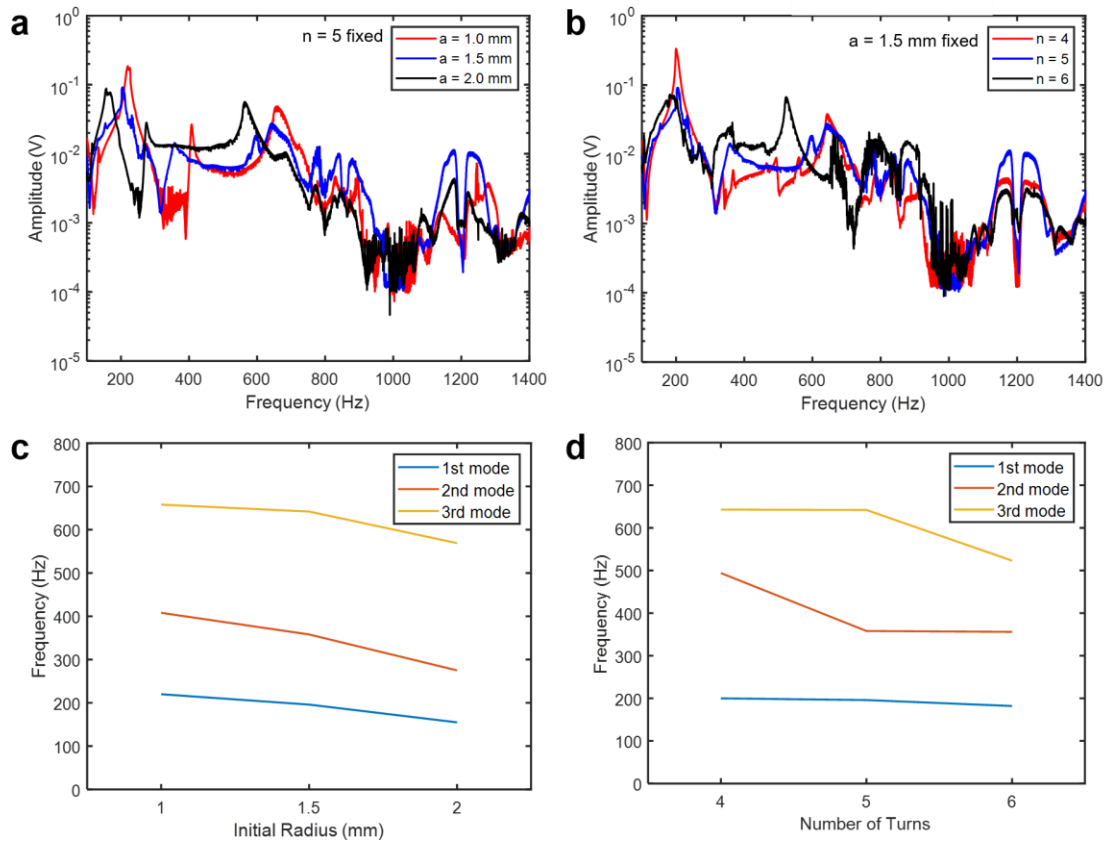 a
n = 5 fixed
a = 1.0 mm
a = 1.5 mm
a = 2.0 mm
10^0
10^-1
10^-2
10^-3
10^-4
10^-5
Amplitude (V)
200 400 600 800 1000 1200 1400
Frequency (Hz)
b
a = 1.5 mm fixed
n = 4
n = 5
n = 6
10^0
10^-1
10^-2
10^-3
10^-4
10^-5
Amplitude (V)
200 400 600 800 1000 1200 1400
Frequency (Hz)
c
1st mode
2nd mode
3rd mode
800
700
600
500
400
300
200
100
0
Frequency (Hz)
1 1.5 2
Initial Radius (mm)
d
1st mode
2nd mode
3rd mode
800
700
600
500
400
300
200
100
0
Frequency (Hz)
4 5 6
Number of Turns